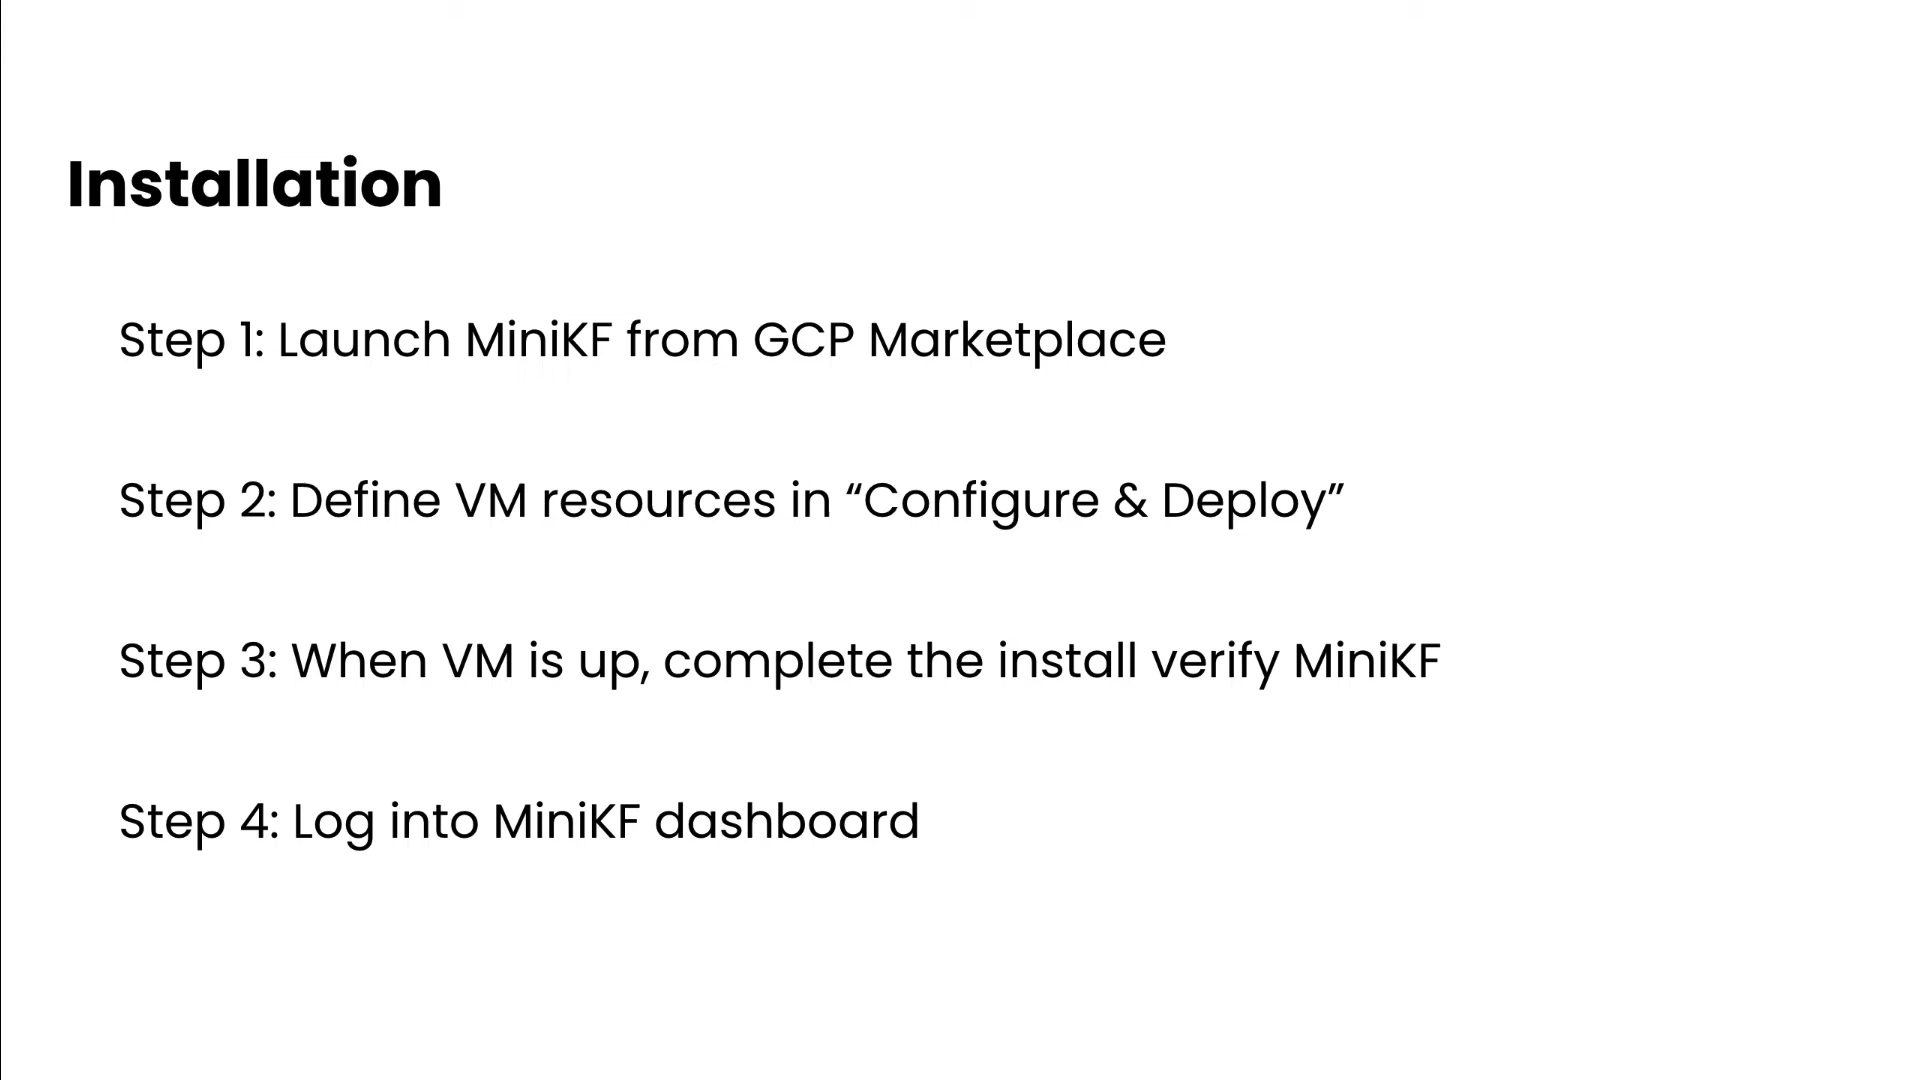 Installation
Step 1: Launch MiniKF from GCP Marketplace
Step 2: Define VM resources in “Configure & Deploy”
Step 3: When VM is up, complete the install verify MiniKF
Step 4: Log into MiniKF dashboard